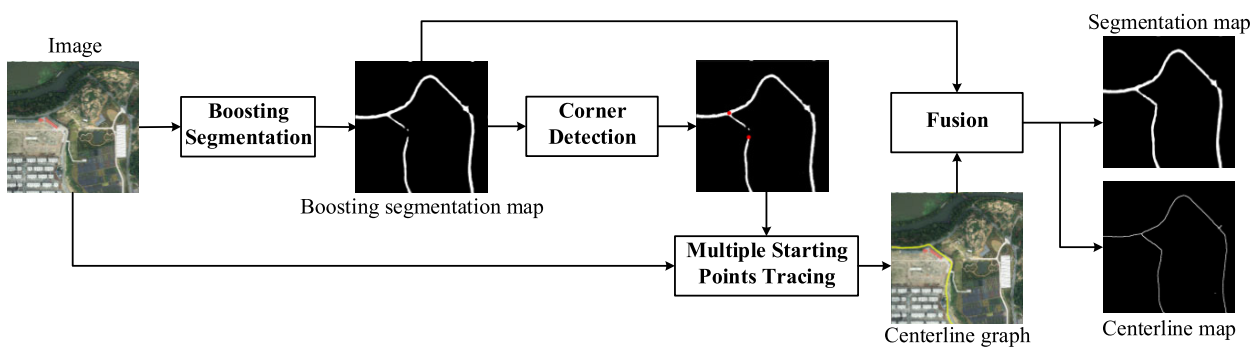 Image
Boosting
Segmentation
Boosting segmentation map
Corner
Detection
Multiple Starting
Points Tracing
Centerline graph
Fusion
Segmentation map
Centerline map